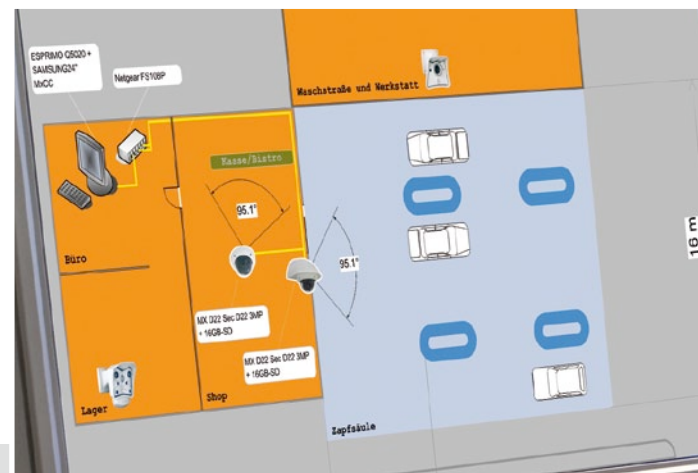 ESPRIMO Q5020 +
SAMSUNG24"
MxCC
Netgear FS108P
Waschstraße und Werkstatt
Kasse/Bistro
95.1°
95.1°
16 m
Büro
MX D22 Sec D22 3MP
+ 16GB-SD
MX D22 Sec D22 3MP
+ 16GB-SD
Lager
Shop
Zapfsäule